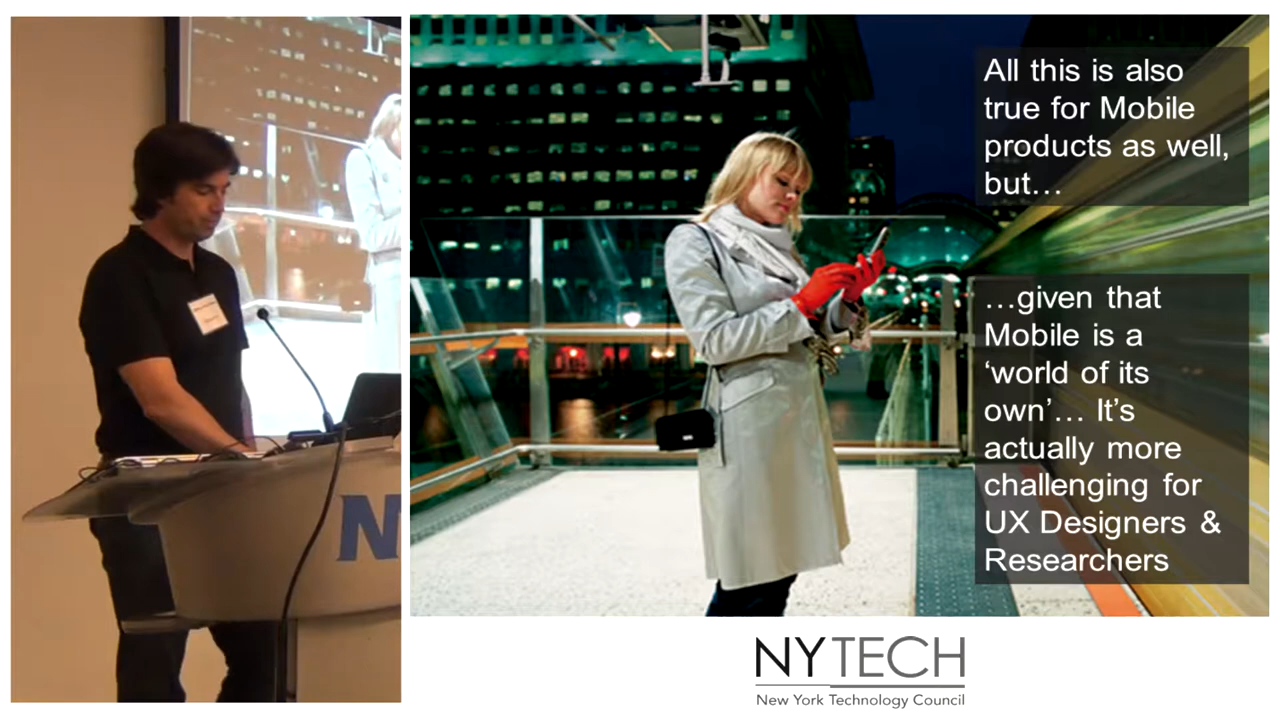 All this is also
true for Mobile
products as well,
but…
…given that
Mobile is a
‘world of its
own’… It’s
actually more
challenging for
UX Designers &
Researchers
N
NYTECH
New York Technology Council